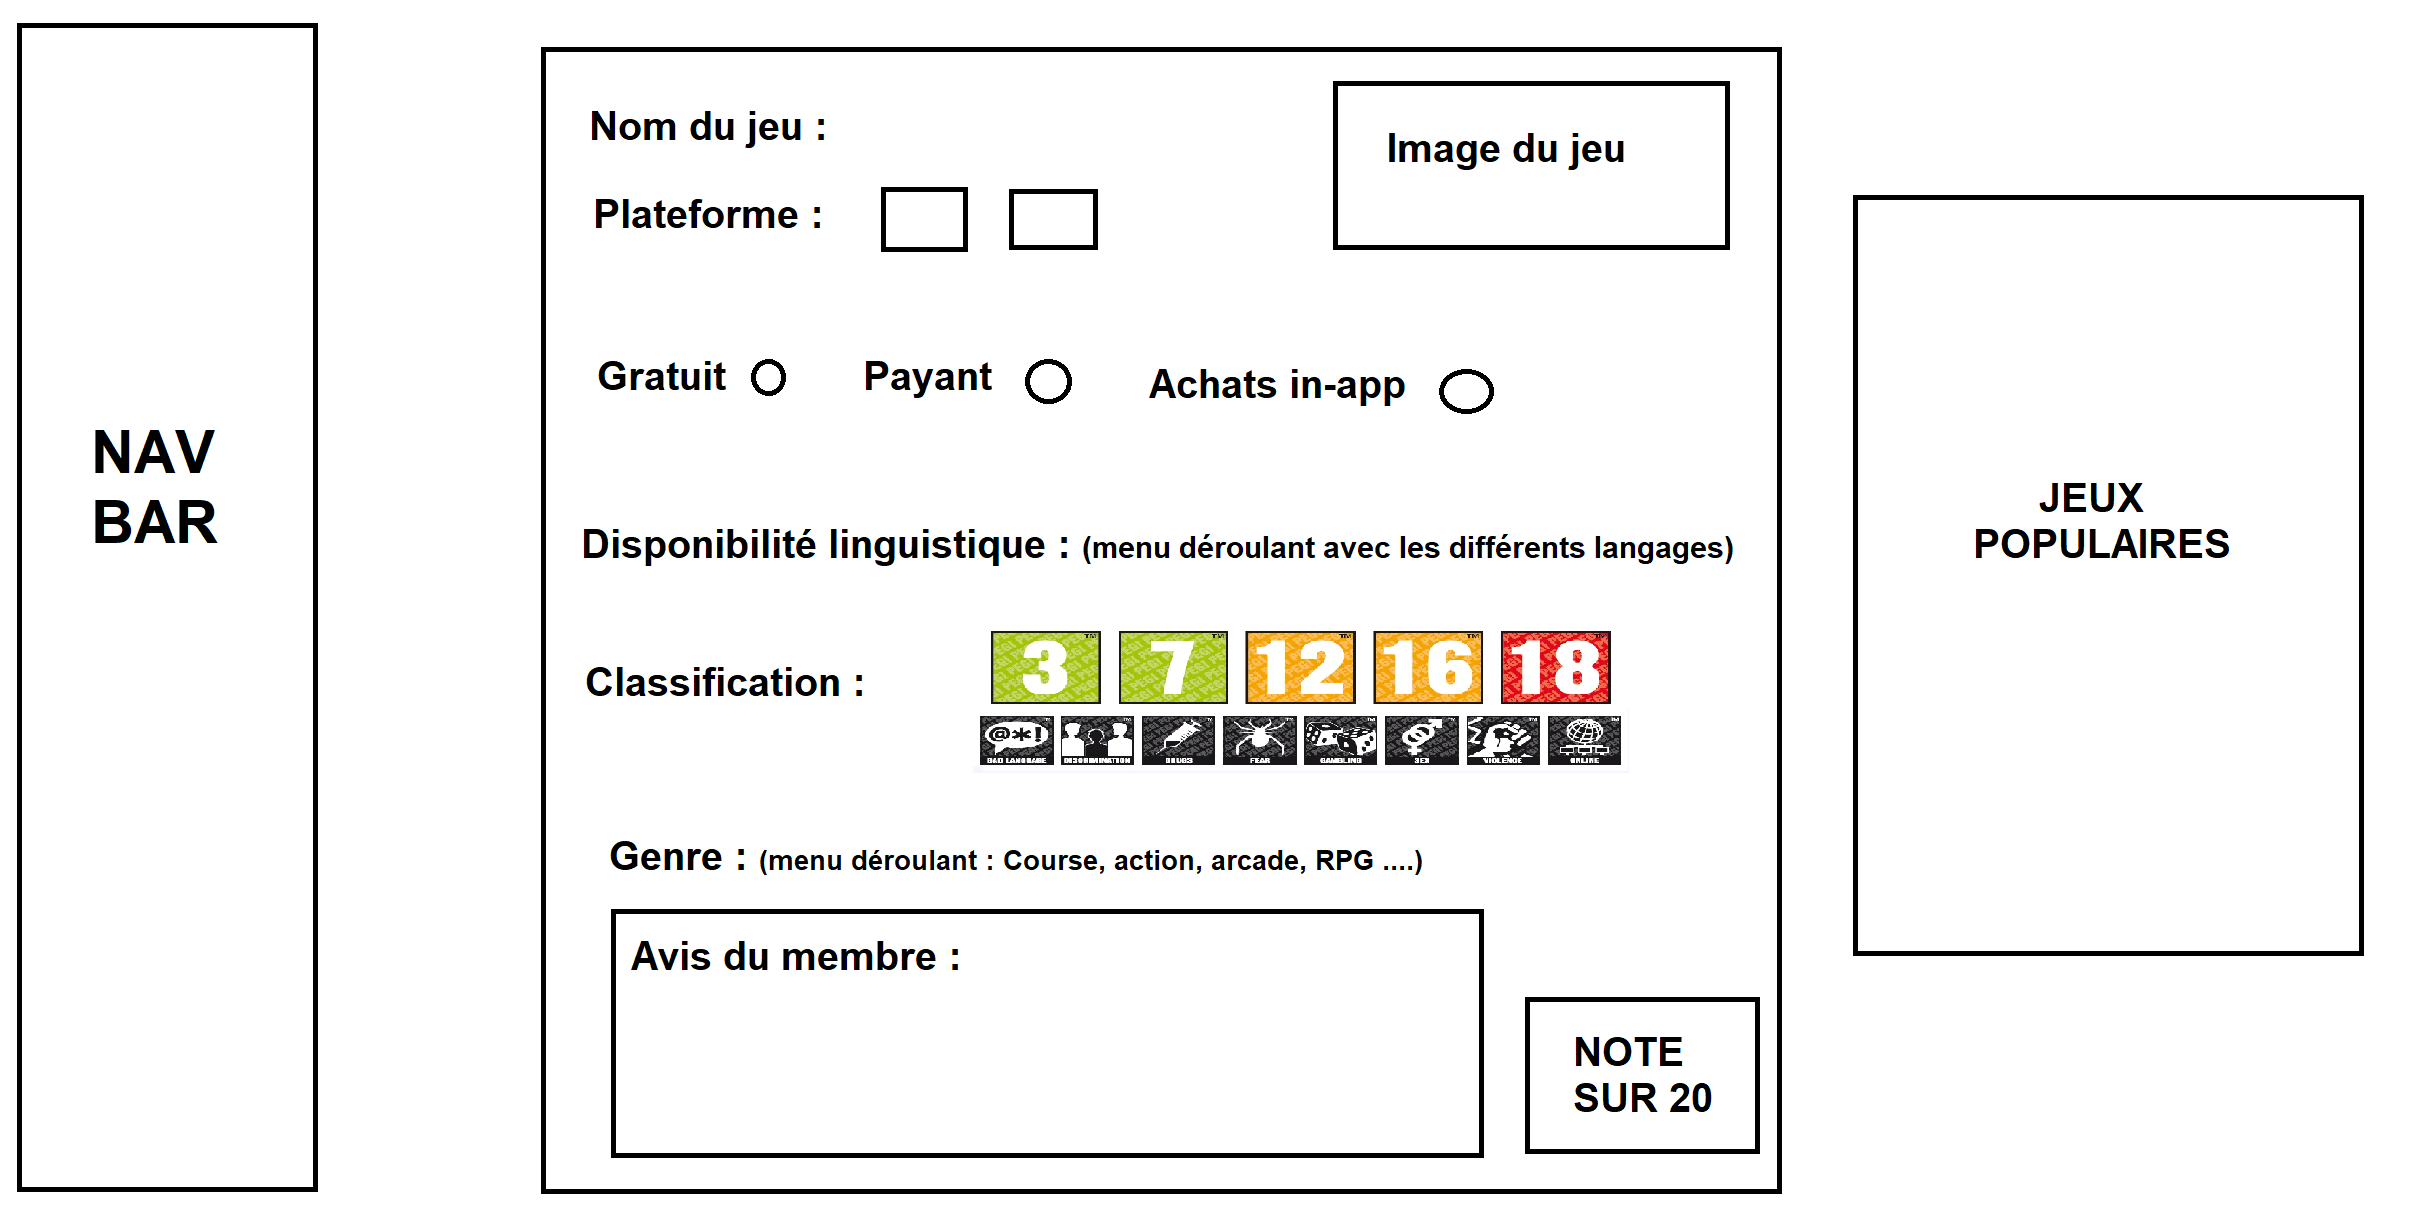 NAV
BAR
Nom du jeu :
Image du jeu
Plateforme :
Gratuit
Payant
Achats in-app
Disponibilité linguistique : (menu déroulant avec les différents langages)
Classification :
3 7 12 16 18
@*!
BAD LANGUAGE DISCRIMINATION DRUGS FEAR GAMBLING SEX VIOLENCE ONLINE
Genre : (menu déroulant : Course, action, arcade, RPG ....)
Avis du membre :
NOTE
SUR 20
JEUX
POPULAIRES